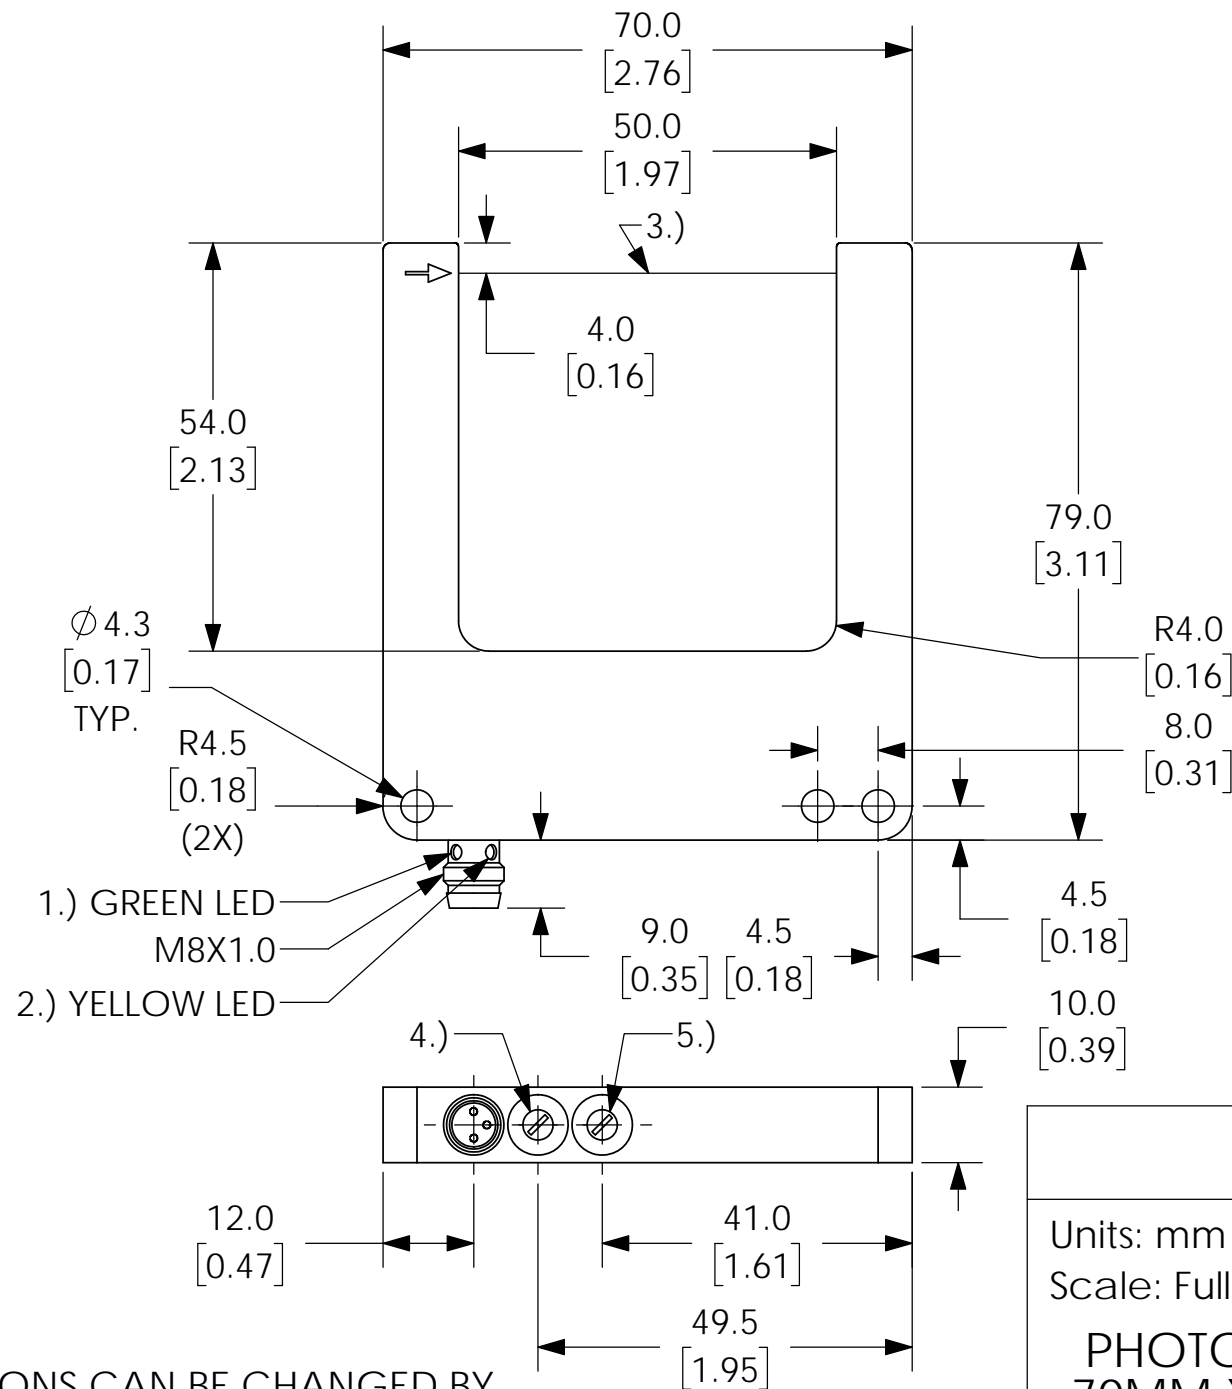 70.0
[2.76]
50.0
[1.97]
3.)
4.0
[0.16]
54.0
[2.13]
79.0
[3.11]
Ø4.3
[0.17]
TYP.
R4.0
[0.16]
R4.5
[0.18]
(2X)
8.0
[0.31]
1.) GREEN LED
M8X1.0
2.) YELLOW LED
9.0
[0.35]
4.5
[0.18]
4.5
[0.18]
10.0
[0.39]
4.)
5.)
12.0
[0.47]
41.0
[1.61]
49.5
[1.95]
Units: mm
Scale: Full
CAN BE CHANGED BY